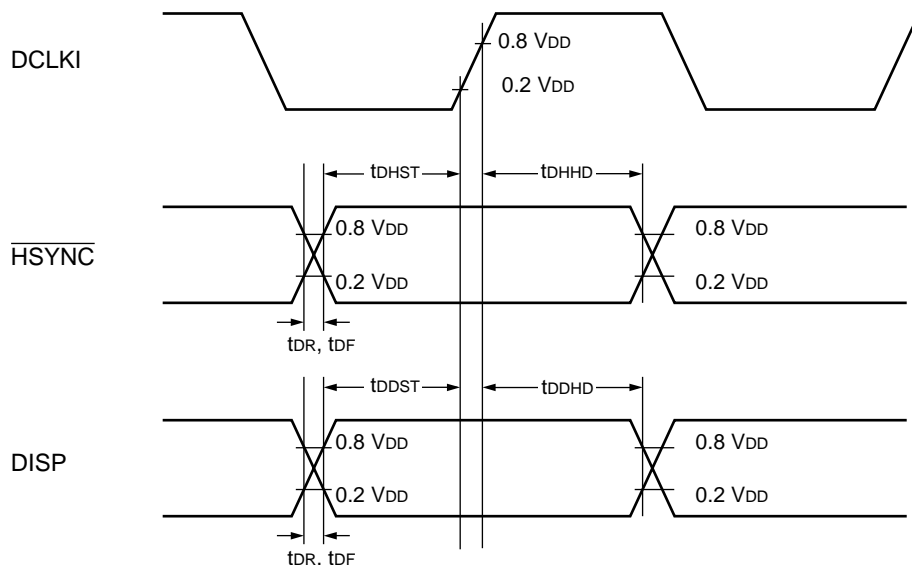 DCLKI
0.8 VDD
0.2 VDD
tDHST
tDHHD
HSYNC
0.8 VDD
0.8 VDD
0.2 VDD
0.2 VDD
tDR, tDF
tDDST
tDDHD
DISP
0.8 VDD
0.8 VDD
0.2 VDD
0.2 VDD
tDR, tDF